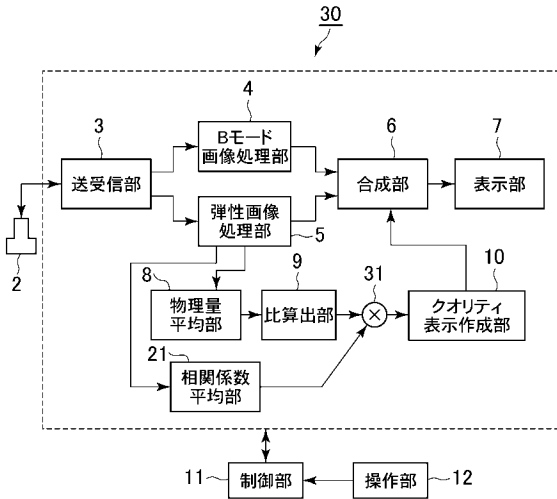 30
4
3
Bモード
画像処理部
6
7
送受信部
合成部
表示部
弾性画像
処理部
5
2
8
9
31
10
物理量
平均部
比算出部
×
クオリティ
表示作成部
21
相関係数
平均部
11
制御部
操作部
12